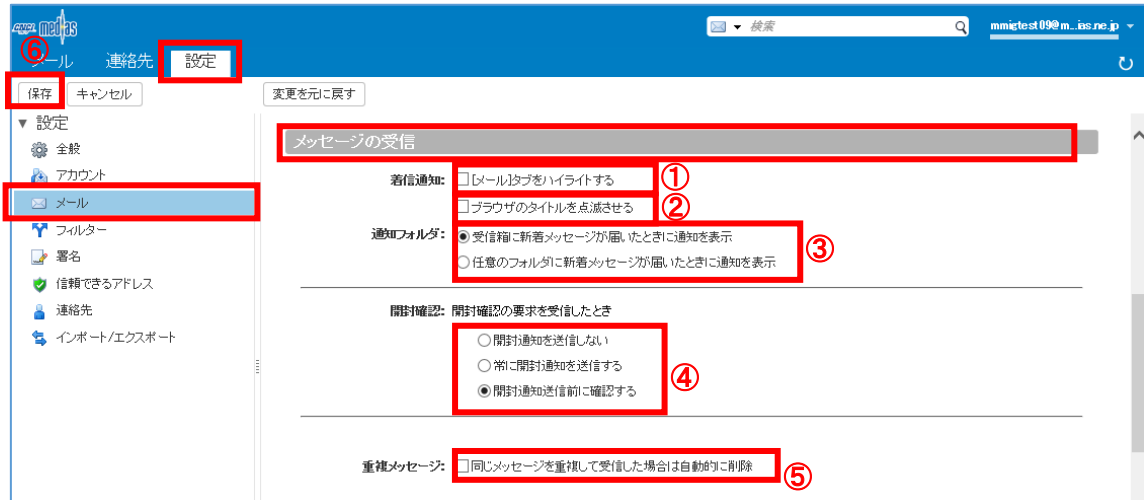 CNCI medias
検索
mmigtest09@m...ias.ne.jp
⑥
メール 連絡先 設定
保存 キャンセル 変更を元に戻す
設定
全般
アカウント
メール
フィルター
署名
信頼できるアドレス
連絡先
インポート/エクスポート
メッセージの受信
着信通知: [メール]タブをハイライトする ①
ブラウザのタイトルを点滅させる ②
通知フォルダ: 受信箱に新着メッセージが届いたときに通知を表示
任意のフォルダに新着メッセージが届いたときに通知を表示
③
開封確認: 開封確認の要求を受信したとき
開封通知を送信しない
常に開封通知を送信する
開封通知送信前に確認する
④
重複メッセージ: 同じメッセージを重複して受信した場合は自動的に削除
⑤